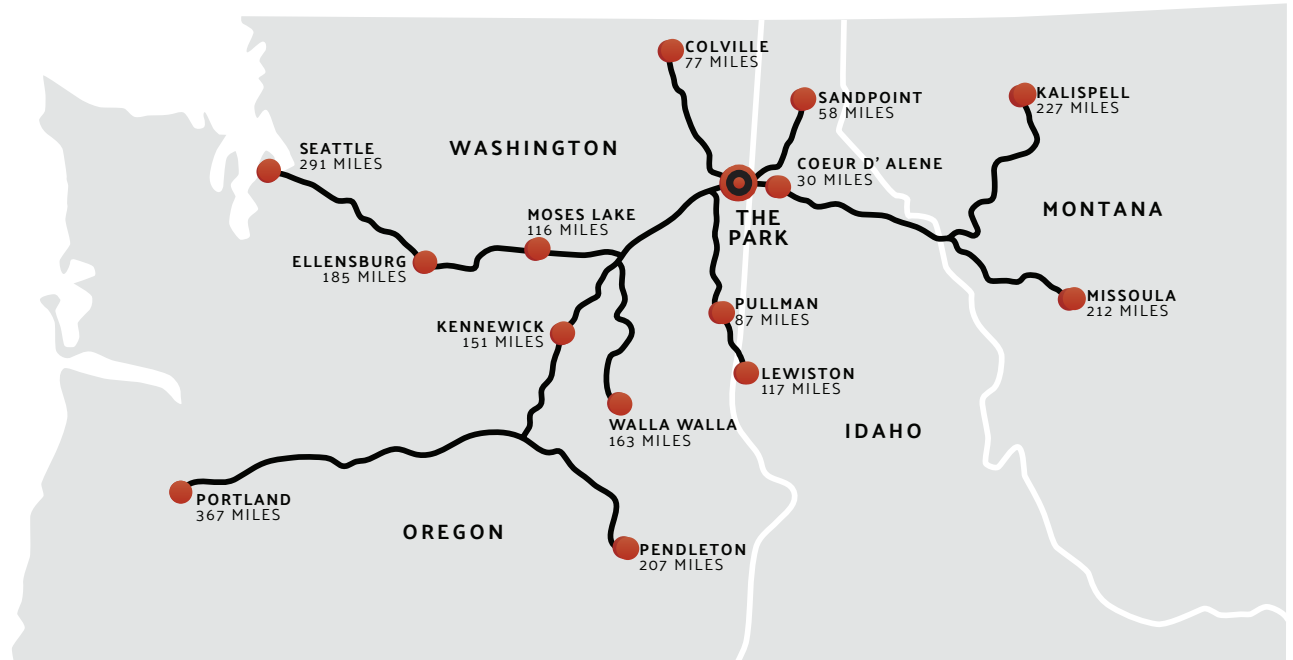 COLVILLE
77 MILES
SANDPOINT
58 MILES
KALISPELL
227 MILES
SEATTLE
291 MILES
WASHINGTON
COEUR D' ALENE
30 MILES
MONTANA
THE
PARK
MOSES LAKE
116 MILES
ELLENSBURG
185 MILES
PULLMAN
87 MILES
MISSOULA
212 MILES
KENNEWICK
151 MILES
LEWISTON
117 MILES
WALLA WALLA
163 MILES
IDAHO
PORTLAND
367 MILES
OREGON
PENDLETON
207 MILES